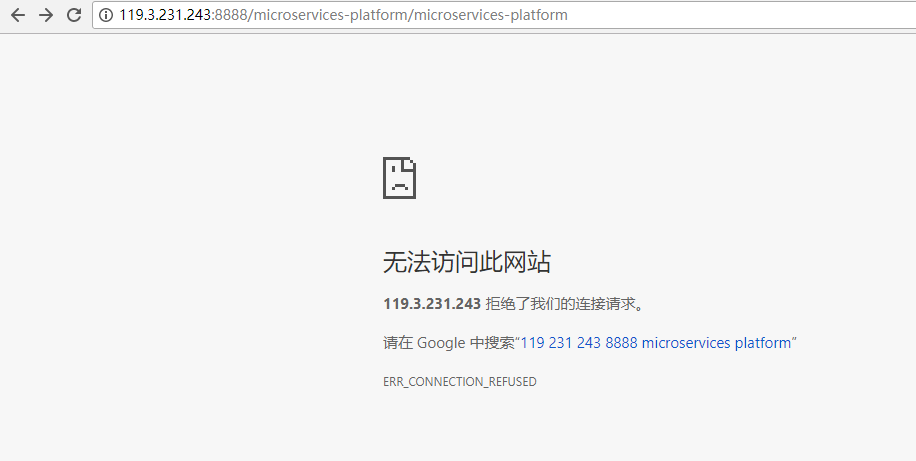 119.3.231.243:8888/microservices-platform/microservices-platform
无法访问此网站
119.3.231.243 拒绝了我们的连接请求。
请在 Google 中搜索“119 231 243 8888 microservices platform”
ERR_CONNECTION_REFUSED